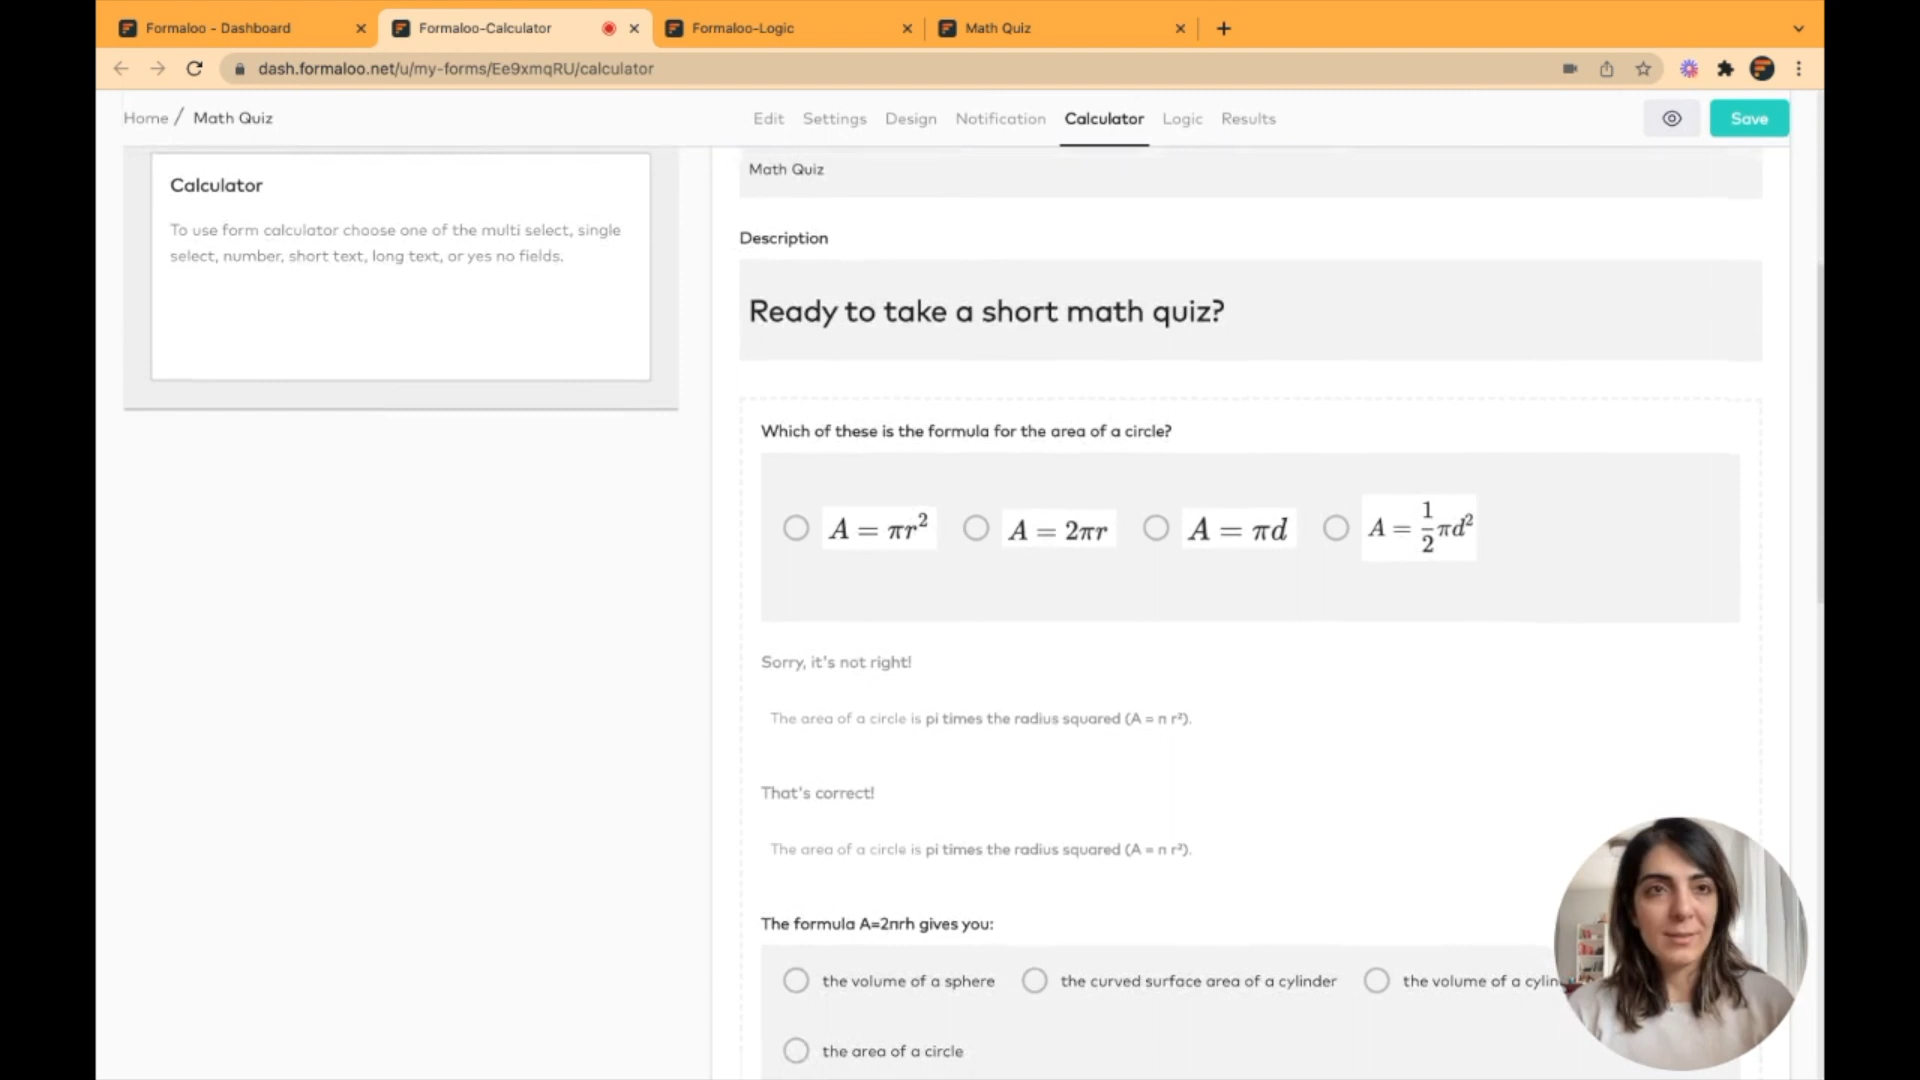 Formaloo - Dashboard
Formaloo-Calculator
Formaloo-Logic
Math Quiz
dash.formaloo.net/u/my-forms/Ee9xmqRU/calculator
Home / Math Quiz
Edit Settings Design Notification Calculator Logic Results
Save
Calculator
To use form calculator choose one of the multi select, single
select, number, short text, long text, or yes no fields.
Math Quiz
Description
Ready to take a short math quiz?
Which of these is the formula for the area of a circle?
A = πr²
A = 2πr
A = πd
A = 1/2 πd²
Sorry, it's not right!
The area of a circle is pi times the radius squared (A = π r²).
That's correct!
The area of a circle is pi times the radius squared (A = π r²).
The formula A=2πrh gives you:
the volume of a sphere
the curved surface area of a cylinder
the volume of a cylin
the area of a circle